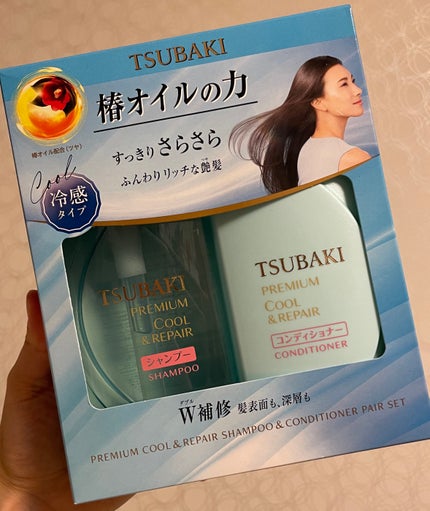 TSUBAKI
椿オイルの力
椿オイル配合(ツヤ)
すっきりさらさら
ふんわりリッチな艶髪
つや
Cool
冷感
タイプ
TSUBAKI
PREMIUM
COOL
&REPAIR
シャンプー
SHAMPOO
TSUBAKI
PREMIUM
COOL
&REPAIR
コンディショナー
CONDITIONER
ダブル
W補修 髪表面も、深層も
PREMIUM COOL & REPAIR SHAMPOO & CONDITIONER PAIR SET